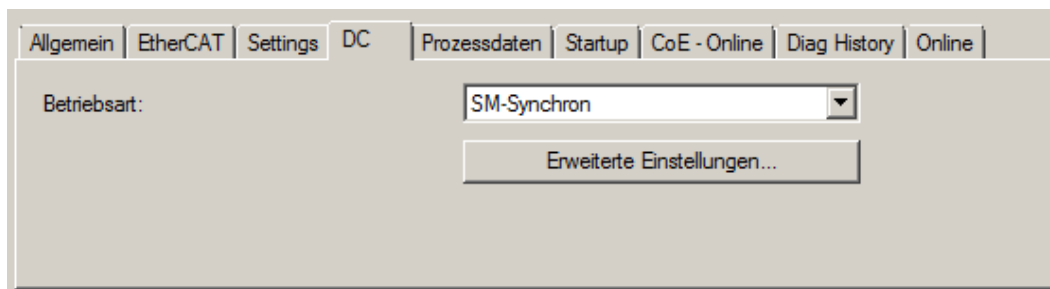 Allgemein EtherCAT Settings DC Prozessdaten Startup CoE - Online Diag History Online
Betriebsart: SM-Synchron
Erweiterte Einstellungen...